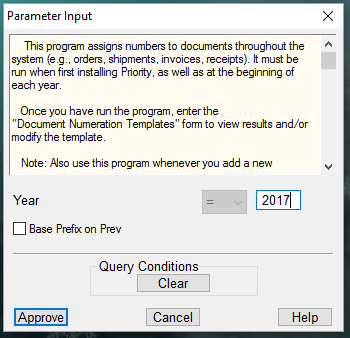 Parameter Input
This program assigns numbers to documents throughout the
system (e.g., orders, shipments, invoices, receipts). It must be
run when first installing Priority, as well as at the beginning of
each year.
Once you have run the program, enter the
"Document Numeration Templates" form to view results and/or
modify the template.
Note: Also use this program whenever you add a new
Year = 2017
Base Prefix on Prev
Query Conditions
Clear
Approve Cancel Help